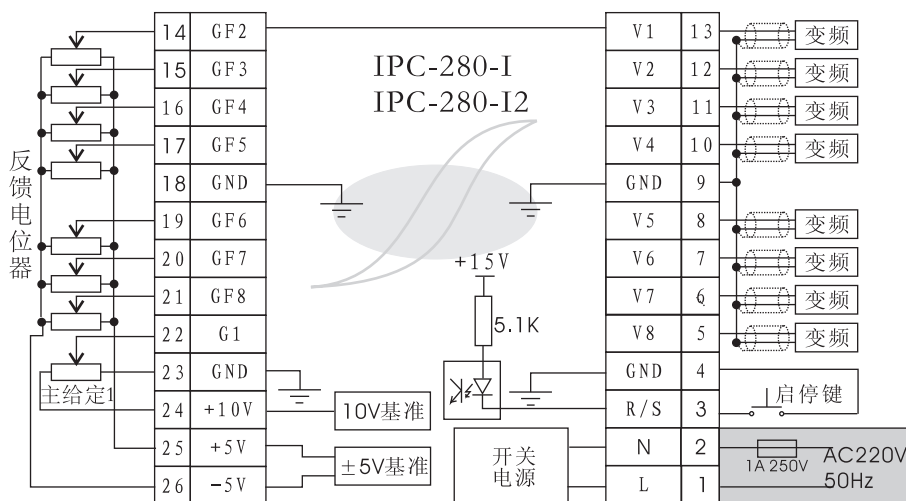 IPC-280-I
IPC-280-I2
14 GF2
15 GF3
16 GF4
17 GF5
18 GND
19 GF6
20 GF7
21 GF8
22 G1
23 GND
24 +10V
25 +5V
26 -5V
反馈电位器
主给定1
10V基准
±5V基准
+15V
5.1K
开关
电源
V1 13 变频
V2 12 变频
V3 11 变频
V4 10 变频
GND 9
V5 8 变频
V6 7 变频
V7 6 变频
V8 5 变频
GND 4
R/S 3
N 2
L 1
启停键
1A 250V
AC220V
50Hz